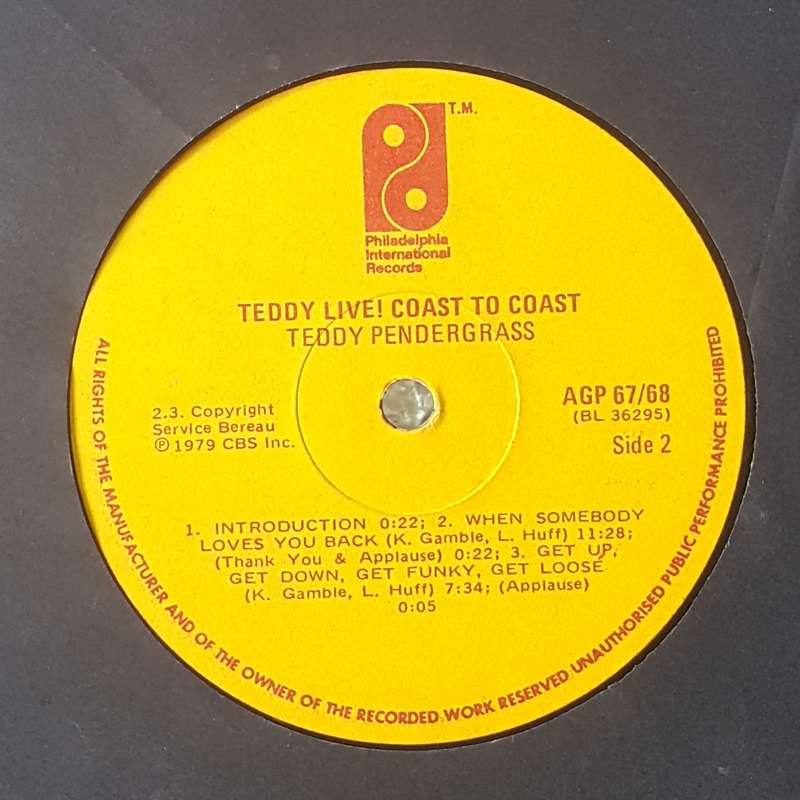 T.M.
Philadelphia
International
Records
TEDDY LIVE! COAST TO COAST
TEDDY PENDERGRASS
2.3. Copyright
Service Bereau
Ⓟ 1979 CBS Inc.
AGP 67/68
(BL 36295)
Side 2
1. INTRODUCTION 0:22; 2. WHEN SOMEBODY
LOVES YOU BACK (K. Gamble, L. Huff) 11:28;
(Thank You & Applause) 0:22; 3. GET UP,
GET DOWN, GET FUNKY, GET LOOSE
(K. Gamble, L. Huff) 7:34; (Applause)
0:05
ALL RIGHTS OF THE MANUFACTURER AND OF THE OWNER OF THE RECORDED WORK RESERVED UNAUTHORISED PUBLIC PERFORMANCE PROHIBITED